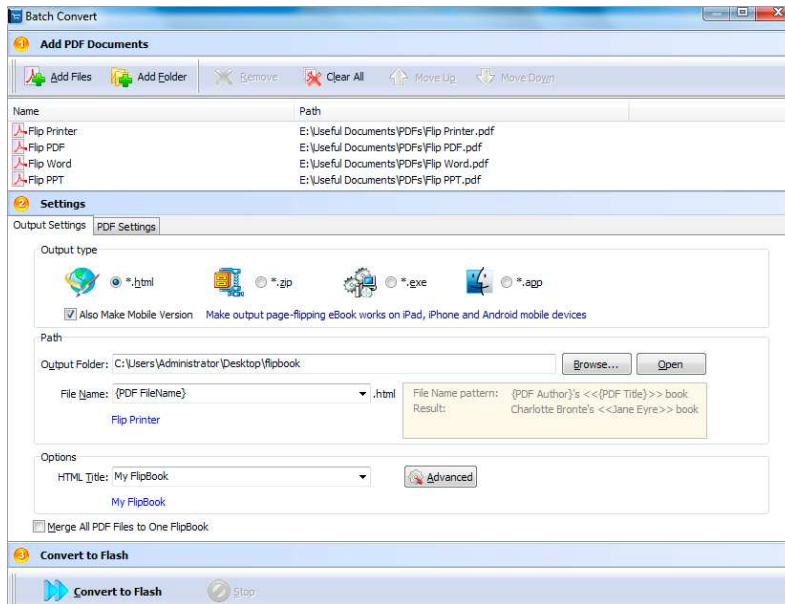 Batch Convert
1 Add PDF Documents
Add Files Add Folder Remove Clear All Move Up Move Down
Name Path
Flip Printer E:\Useful Documents\PDFs\Flip Printer.pdf
Flip PDF E:\Useful Documents\PDFs\Flip PDF.pdf
Flip Word E:\Useful Documents\PDFs\Flip Word.pdf
Flip PPT E:\Useful Documents\PDFs\Flip PPT.pdf
2 Settings
Output Settings PDF Settings
Output type
*.html *.zip *.exe *.app
Also Make Mobile Version Make output page-flipping eBook works on iPad, iPhone and Android mobile devices
Path
Output Folder: C:\Users\Administrator\Desktop\flipbook Browse... Open
File Name: {PDF FileName} .html File Name pattern: {PDF Author}'s <<{PDF Title}>> book
Flip Printer Result: Charlotte Bronte's <<Jane Eyre>> book
Options
HTML Title: My FlipBook Advanced
My FlipBook
Merge All PDF Files to One FlipBook
3 Convert to Flash
Convert to Flash Stop